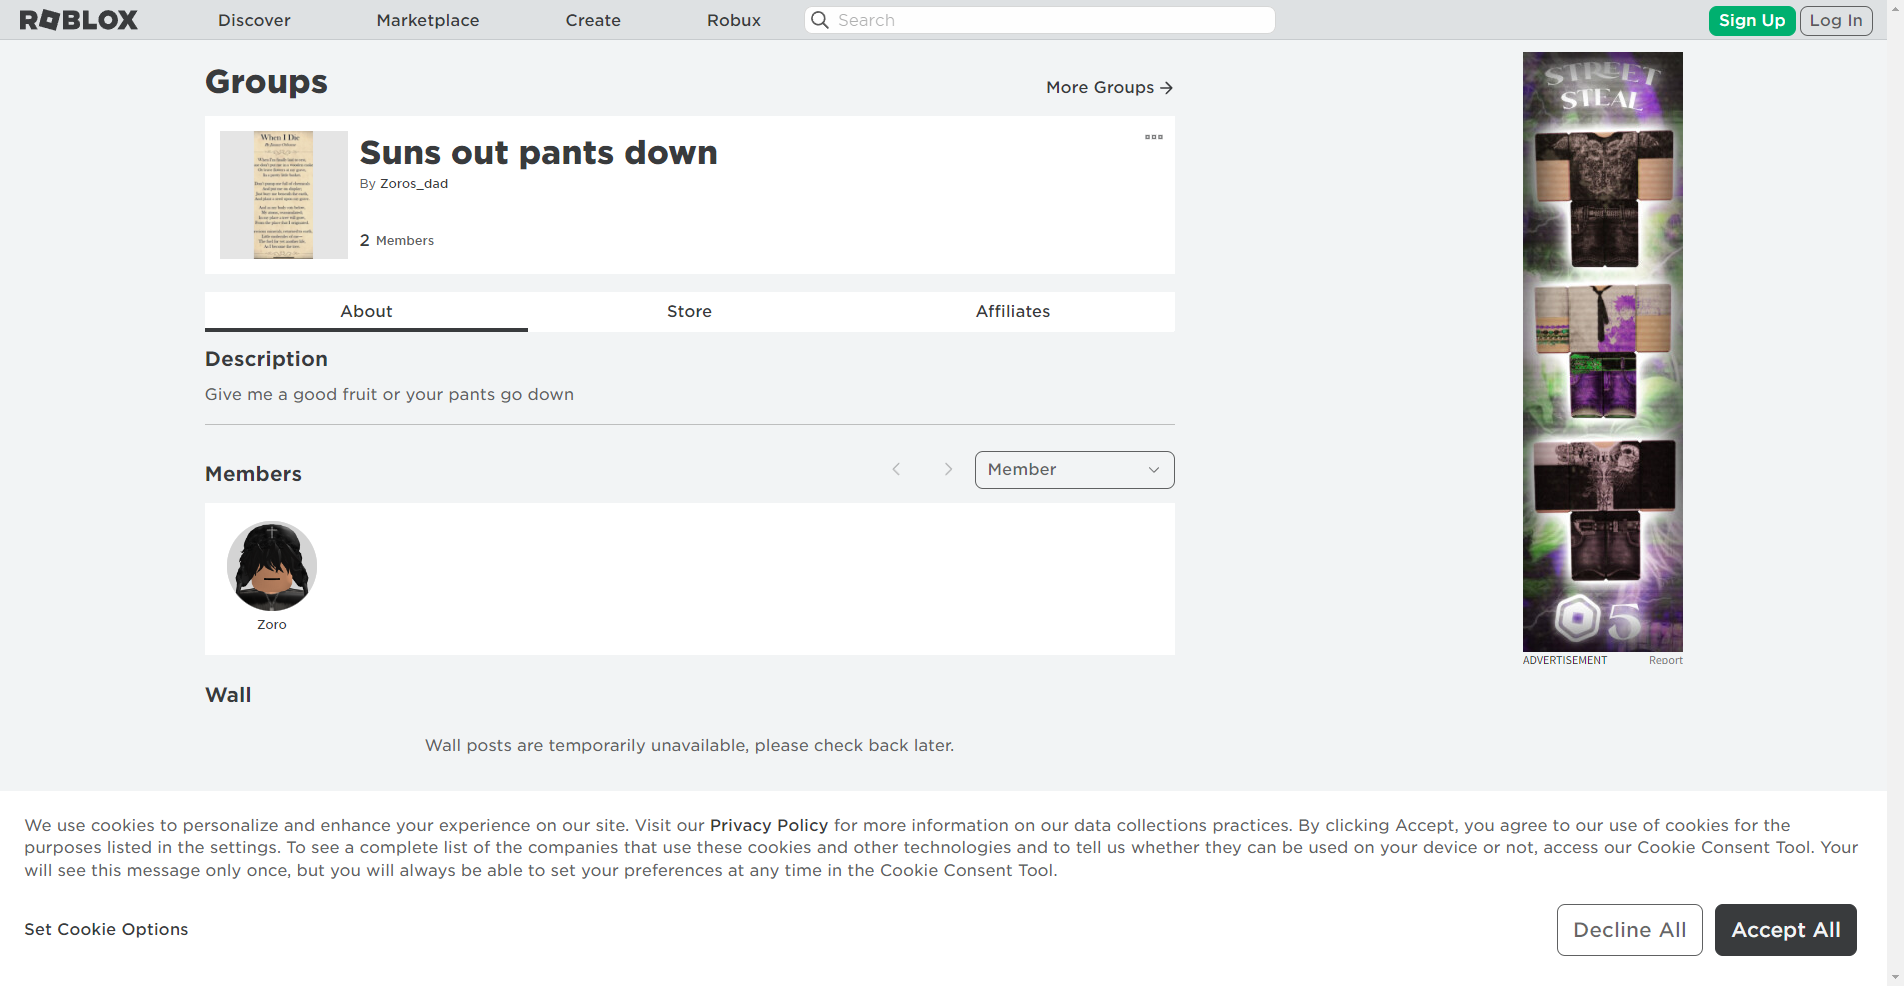 ROBLOX
Discover
Marketplace
Create
Robux
Search
Sign Up
Log In
Groups
More Groups
When I Die
Suns out pants down
By Zoros_dad
2 Members
About
Store
Affiliates
Description
Give me a good fruit or your pants go down
Members
Member
Zoro
Wall
Wall posts are temporarily unavailable, please check back later.
STREET
STEAL
5
ADVERTISEMENT
Report
We use cookies to personalize and enhance your experience on our site. Visit our Privacy Policy for more information on our data collections practices. By clicking Accept, you agree to our use of cookies for the
purposes listed in the settings. To see a complete list of the companies that use these cookies and other technologies and to tell us whether they can be used on your device or not, access our Cookie Consent Tool. Your
will see this message only once, but you will always be able to set your preferences at any time in the Cookie Consent Tool.
Set Cookie Options
Decline All
Accept All